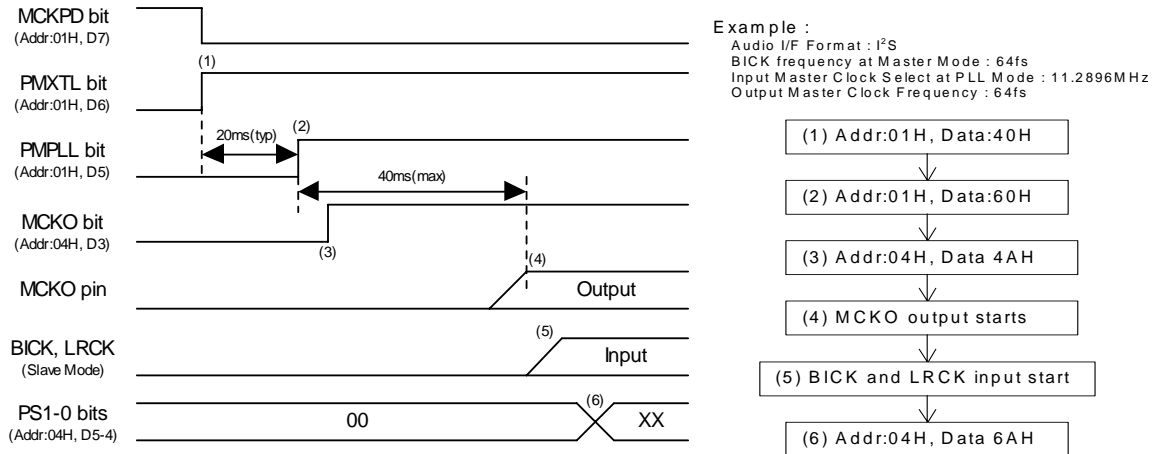 MCKPD bit
(Addr:01H, D7)
(1)
PMXTL bit
(Addr:01H, D6)
20ms(typ)
(2)
PMPLL bit
(Addr:01H, D5)
40ms(max)
MCKO bit
(Addr:04H, D3)
(3)
(4)
MCKO pin
Output
(5)
BICK, LRCK
(Slave Mode)
Input
(6)
PS1-0 bits
(Addr:04H, D5-4)
00
XX
Example :
Audio I/F Format : I²S
BICK frequency at Master Mode : 64fs
Input Master Clock Select at PLL Mode : 11.2896MHz
Output Master Clock Frequency : 64fs
(1) Addr:01H, Data:40H
(2) Addr:01H, Data:60H
(3) Addr:04H, Data 4AH
(4) MCKO output starts
(5) BICK and LRCK input start
(6) Addr:04H, Data 6AH